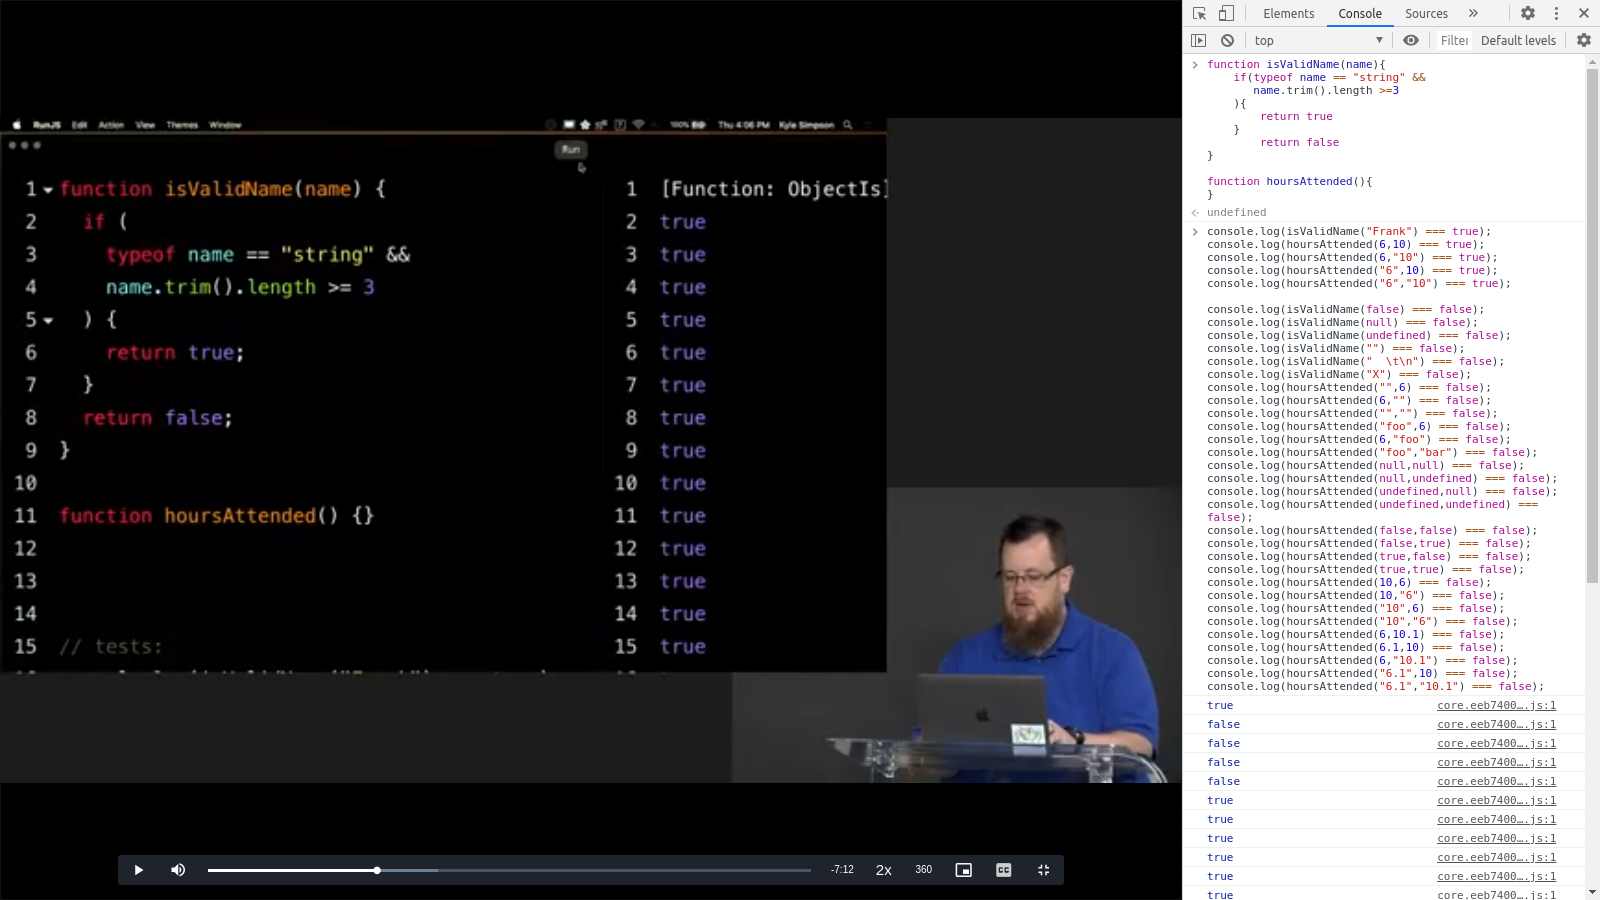 RunJS Edit Action View Themes Window
100% Thu 4:06 PM Kyle Simpson
Run
1 function isValidName(name) {
2 if (
3 typeof name == "string" &&
4 name.trim().length >= 3
5 ) {
6 return true;
7 }
8 return false;
9 }
10
11 function hoursAttended() {}
12
13
14
15 // tests:
1 [Function: ObjectIs]
2 true
3 true
4 true
5 true
6 true
7 true
8 true
9 true
10 true
11 true
12 true
13 true
14 true
15 true
-7:12 2x 360 CC
Elements Console Sources »
top Filter Default levels
function isValidName(name){
if(typeof name == "string" &&
name.trim().length >=3
){
return true
}
return false
}
function hoursAttended(){
}
undefined
console.log(isValidName("Frank") === true);
console.log(hoursAttended(6,10) === true);
console.log(hoursAttended(6,"10") === true);
console.log(hoursAttended("6",10) === true);
console.log(hoursAttended("6","10") === true);
console.log(isValidName(false) === false);
console.log(isValidName(null) === false);
console.log(isValidName(undefined) === false);
console.log(isValidName("") === false);
console.log(isValidName("  \t\n") === false);
console.log(isValidName("X") === false);
console.log(hoursAttended("",6) === false);
console.log(hoursAttended(6,"") === false);
console.log(hoursAttended("","") === false);
console.log(hoursAttended("foo",6) === false);
console.log(hoursAttended(6,"foo") === false);
console.log(hoursAttended("foo","bar") === false);
console.log(hoursAttended(null,null) === false);
console.log(hoursAttended(null,undefined) === false);
console.log(hoursAttended(undefined,null) === false);
console.log(hoursAttended(undefined,undefined) ===
false);
console.log(hoursAttended(false,false) === false);
console.log(hoursAttended(false,true) === false);
console.log(hoursAttended(true,false) === false);
console.log(hoursAttended(true,true) === false);
console.log(hoursAttended(10,6) === false);
console.log(hoursAttended(10,"6") === false);
console.log(hoursAttended("10",6) === false);
console.log(hoursAttended("10","6") === false);
console.log(hoursAttended(6,10.1) === false);
console.log(hoursAttended(6.1,10) === false);
console.log(hoursAttended(6,"10.1") === false);
console.log(hoursAttended("6.1",10) === false);
console.log(hoursAttended("6.1","10.1") === false);
true core.eeb7400….js:1
false core.eeb7400….js:1
false core.eeb7400….js:1
false core.eeb7400….js:1
false core.eeb7400….js:1
true core.eeb7400….js:1
true core.eeb7400….js:1
true core.eeb7400….js:1
true core.eeb7400….js:1
true core.eeb7400….js:1
true core.eeb7400….js:1